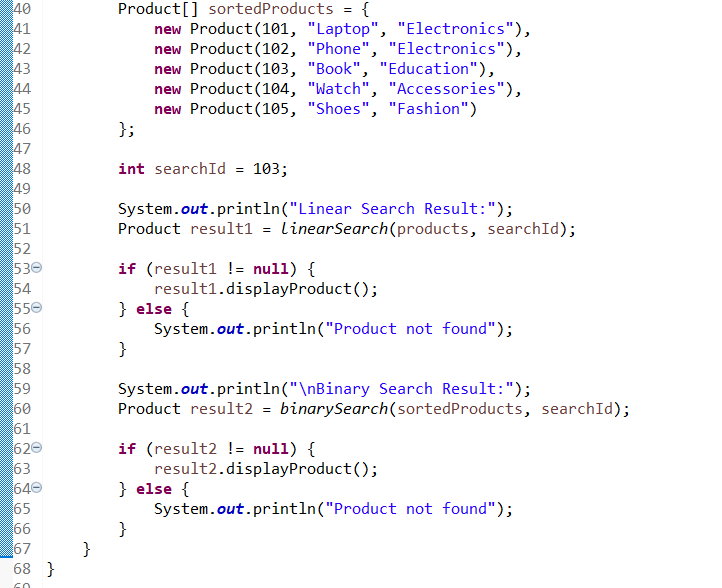 40 Product[] sortedProducts = {
41 new Product(101, "Laptop", "Electronics"),
42 new Product(102, "Phone", "Electronics"),
43 new Product(103, "Book", "Education"),
44 new Product(104, "Watch", "Accessories"),
45 new Product(105, "Shoes", "Fashion")
46 };
47
48 int searchId = 103;
49
50 System.out.println("Linear Search Result:");
51 Product result1 = linearSearch(products, searchId);
52
53 if (result1 != null) {
54 result1.displayProduct();
55 } else {
56 System.out.println("Product not found");
57 }
58
59 System.out.println("\nBinary Search Result:");
60 Product result2 = binarySearch(sortedProducts, searchId);
61
62 if (result2 != null) {
63 result2.displayProduct();
64 } else {
65 System.out.println("Product not found");
66 }
67 }
68 }